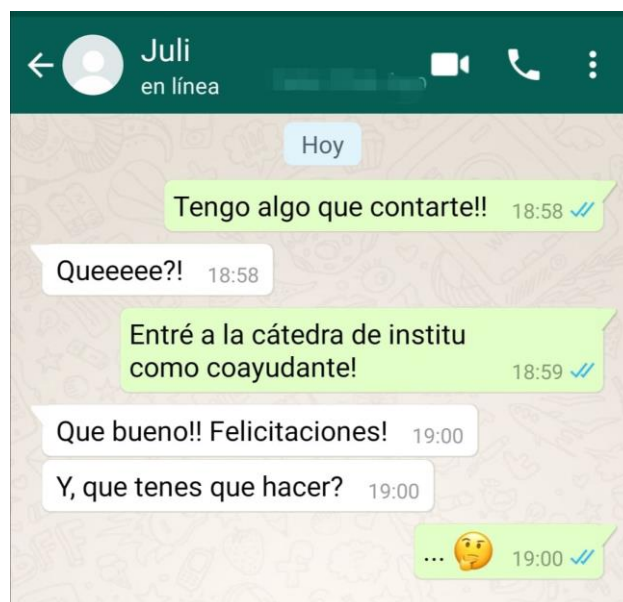 Juli
en línea
Hoy
Tengo algo que contarte!! 18:58
Queeeee?! 18:58
Entré a la cátedra de institu
como coayudante! 18:59
Que bueno!! Felicitaciones! 19:00
Y, que tenes que hacer? 19:00
... 🤔 19:00